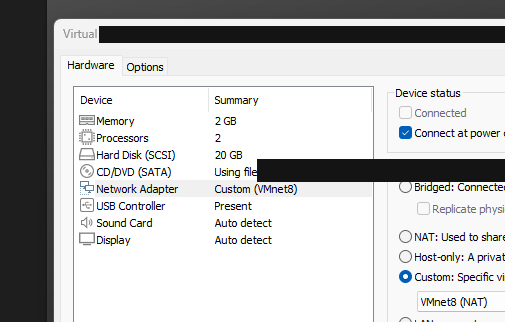 Virtual
Hardware
Options
Device Summary
Memory 2 GB
Processors 2
Hard Disk (SCSI) 20 GB
CD/DVD (SATA) Using file
Network Adapter Custom (VMnet8)
USB Controller Present
Sound Card Auto detect
Display Auto detect
Device status
Connected
Connect at power
Bridged: Connecte
Replicate physi
NAT: Used to share
Host-only: A privat
Custom: Specific vi
VMnet8 (NAT)